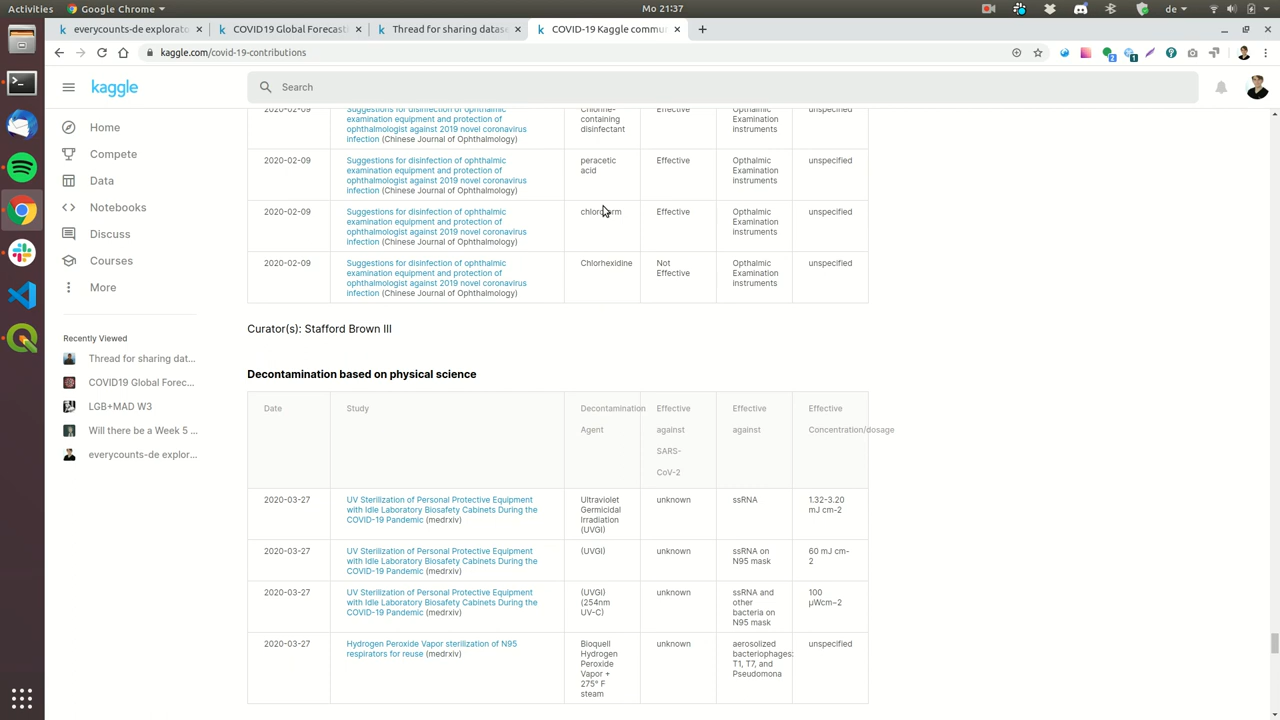 Activities
Google Chrome
Mo 21:37
de
everycounts-de explorato
COVID19 Global Forecast
Thread for sharing datase
COVID-19 Kaggle commu
kaggle.com/covid-19-contributions
kaggle
Search
Home
Compete
Data
Notebooks
Discuss
Courses
More
Recently Viewed
Thread for sharing dat...
COVID19 Global Forec...
LGB+MAD W3
Will there be a Week 5 ...
everycounts-de explor...
2020-02-09
Suggestions for disinfection of ophthalmic
examination equipment and protection of
ophthalmologist against 2019 novel coronavirus
infection (Chinese Journal of Ophthalmology)
Chlorine-
containing
disinfectant
Effective
Opthalmic
Examination
instruments
unspecified
2020-02-09
Suggestions for disinfection of ophthalmic
examination equipment and protection of
ophthalmologist against 2019 novel coronavirus
infection (Chinese Journal of Ophthalmology)
peracetic
acid
Effective
Opthalmic
Examination
instruments
unspecified
2020-02-09
Suggestions for disinfection of ophthalmic
examination equipment and protection of
ophthalmologist against 2019 novel coronavirus
infection (Chinese Journal of Ophthalmology)
Effective
Opthalmic
Examination
instruments
unspecified
2020-02-09
Suggestions for disinfection of ophthalmic
examination equipment and protection of
ophthalmologist against 2019 novel coronavirus
infection (Chinese Journal of Ophthalmology)
Chlorhexidine
Not
Effective
Opthalmic
Examination
instruments
unspecified
Curator(s): Stafford Brown III
Decontamination based on physical science
Date
Study
Decontamination
Agent
Effective
against
SARS-
CoV-2
Effective
against
Effective
Concentration/dosage
2020-03-27
UV Sterilization of Personal Protective Equipment
with Idle Laboratory Biosafety Cabinets During the
COVID-19 Pandemic (medrxiv)
Ultraviolet
Germicidal
Irradiation
(UVGI)
unknown
ssRNA
1.32-3.20
mJ cm-2
2020-03-27
UV Sterilization of Personal Protective Equipment
with Idle Laboratory Biosafety Cabinets During the
COVID-19 Pandemic (medrxiv)
(UVGI)
unknown
ssRNA on
N95 mask
60 mJ cm-
2
2020-03-27
UV Sterilization of Personal Protective Equipment
with Idle Laboratory Biosafety Cabinets During the
COVID-19 Pandemic (medrxiv)
(UVGI)
(254nm
UV-C)
unknown
ssRNA and
other
bacteria on
N95 mask
100
μWcm−2
2020-03-27
Hydrogen Peroxide Vapor sterilization of N95
respirators for reuse (medrxiv)
Bioquell
Hydrogen
Peroxide
Vapor +
275° F
steam
unknown
aerosolized
bacteriophages:
T1, T7, and
Pseudomona
unspecified